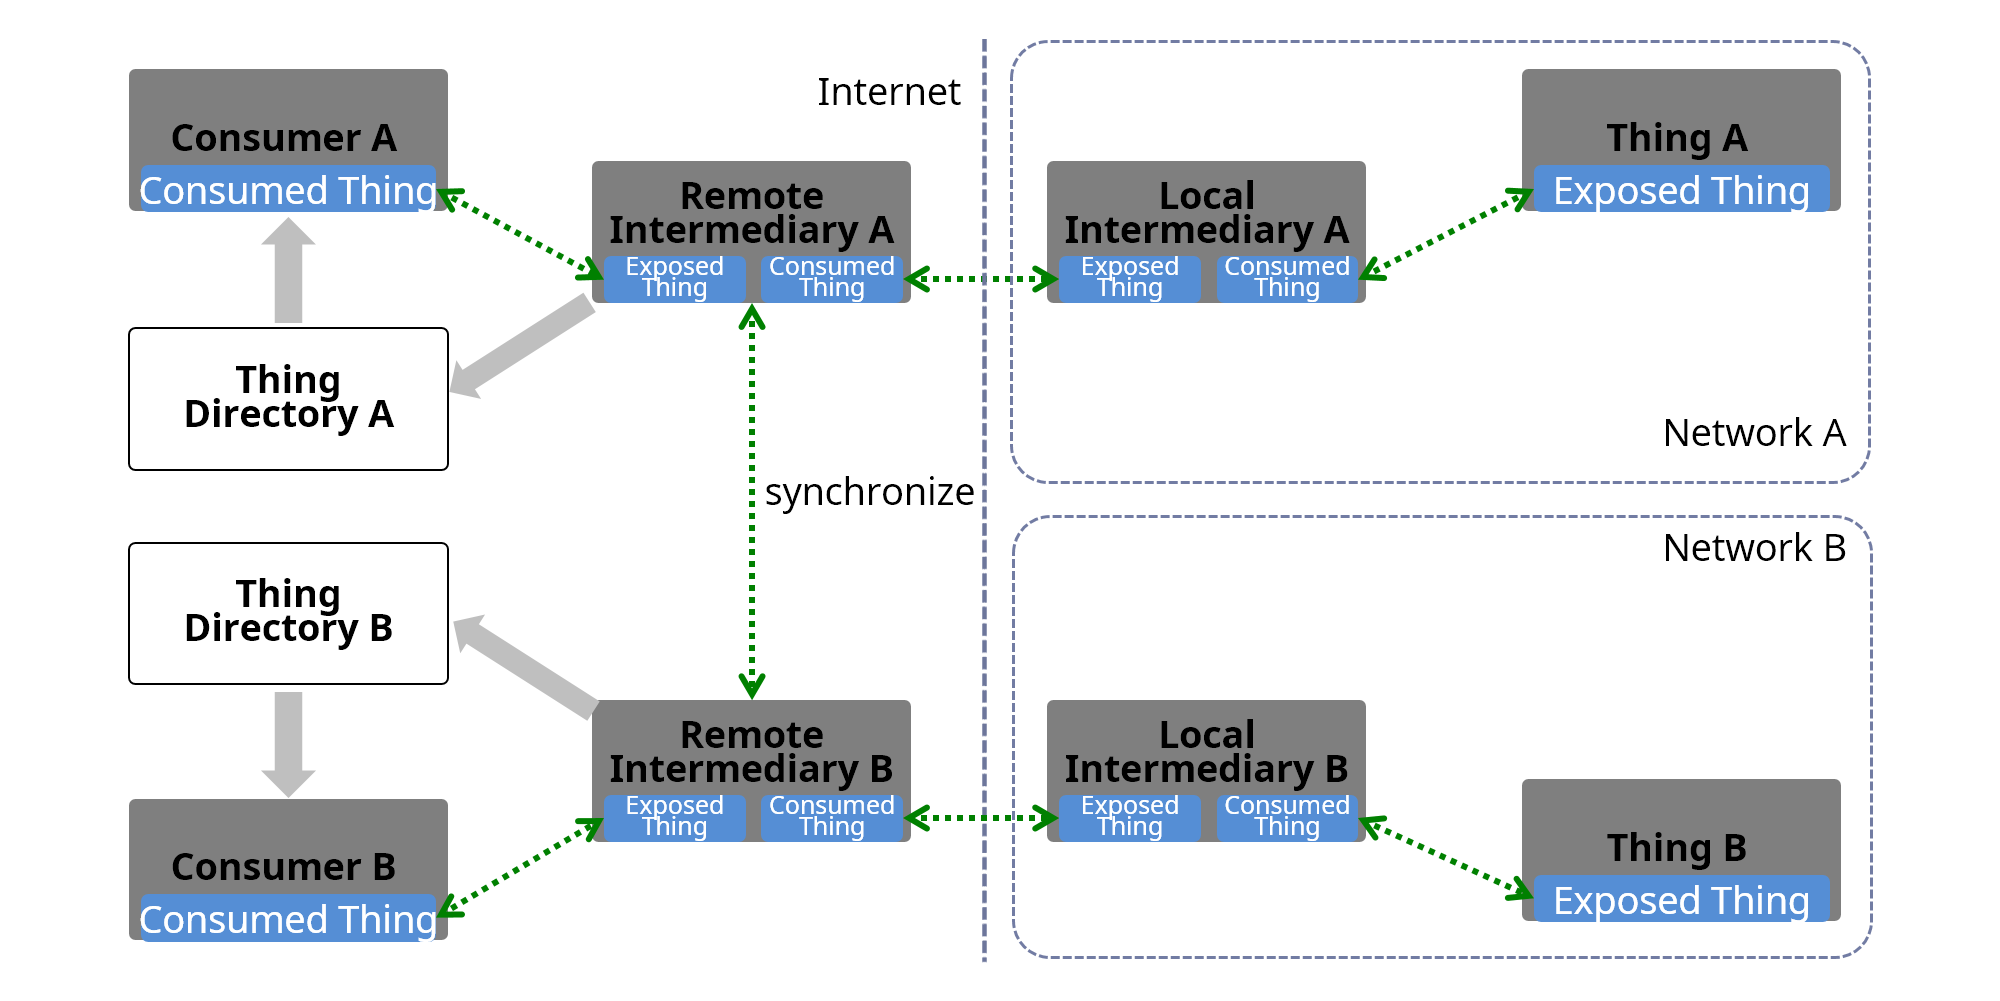 Internet
Consumer A
Consumed Thing
Remote
Intermediary A
Exposed
Thing
Consumed
Thing
Local
Intermediary A
Exposed
Thing
Consumed
Thing
Thing A
Exposed Thing
Thing
Directory A
Network A
synchronize
Thing
Directory B
Network B
Remote
Intermediary B
Exposed
Thing
Consumed
Thing
Local
Intermediary B
Exposed
Thing
Consumed
Thing
Thing B
Exposed Thing
Consumer B
Consumed Thing